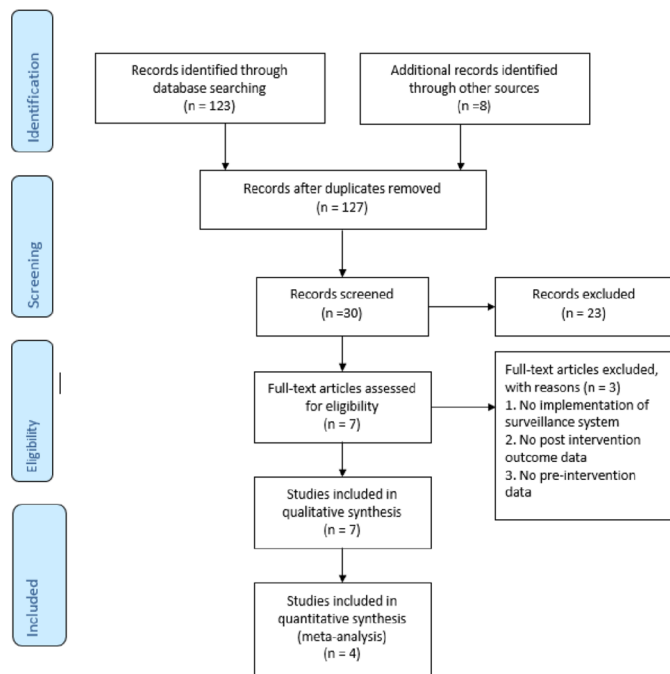 Identification
Records identified through
database searching
(n = 123)
Additional records identified
through other sources
(n =8)
Records after duplicates removed
(n = 127)
Screening
Records screened
(n =30)
Records excluded
(n = 23)
Eligibility
Full-text articles assessed
for eligibility
(n = 7)
Full-text articles excluded,
with reasons (n = 3)
1. No implementation of
surveillance system
2. No post intervention
outcome data
3. No pre-intervention
data
Studies included in
qualitative synthesis
(n = 7)
Included
Studies included in
quantitative synthesis
(meta-analysis)
(n = 4)